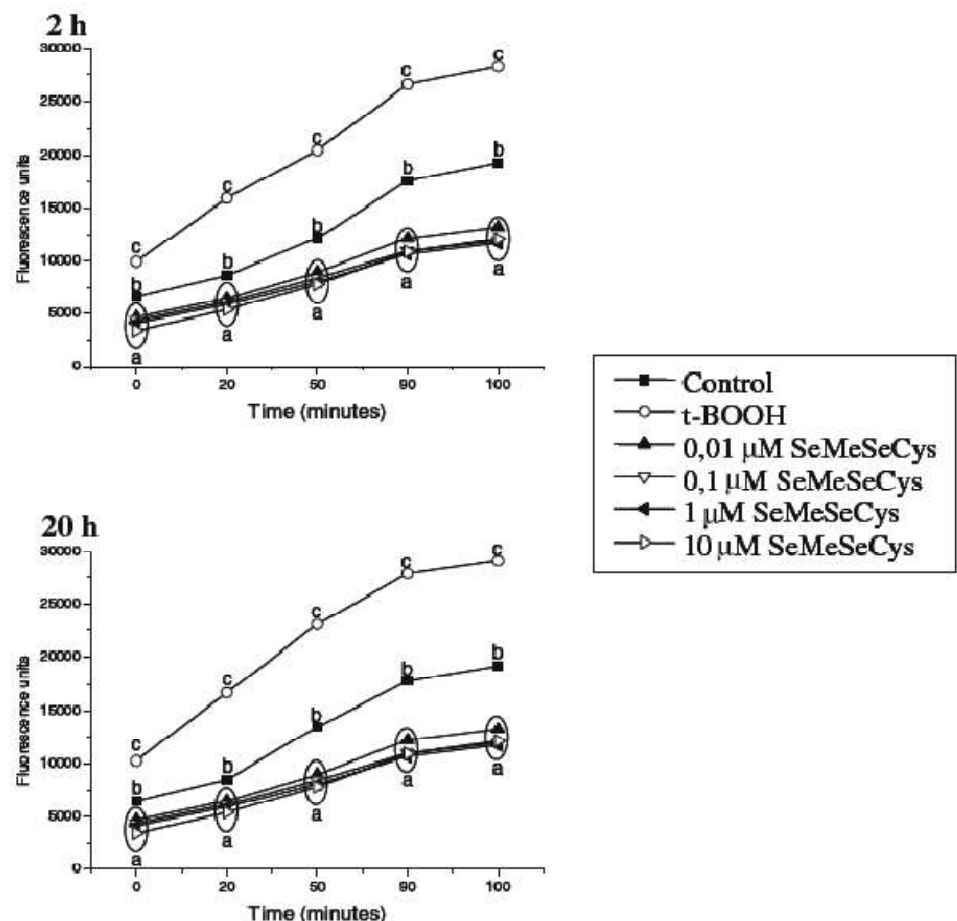 2 h
30000
25000
20000
15000
10000
5000
0
Fluorescence units
c c c c c
b b b b b
a a a a a
0 20 50 90 100
Time (minutes)
Control
t-BOOH
0,01 μM SeMeSeCys
0,1 μM SeMeSeCys
1 μM SeMeSeCys
10 μM SeMeSeCys
20 h
30000
25000
20000
15000
10000
5000
0
Fluorescence units
c c c c c
b b b b b
a a a a a
0 20 50 90 100
Time (minutes)